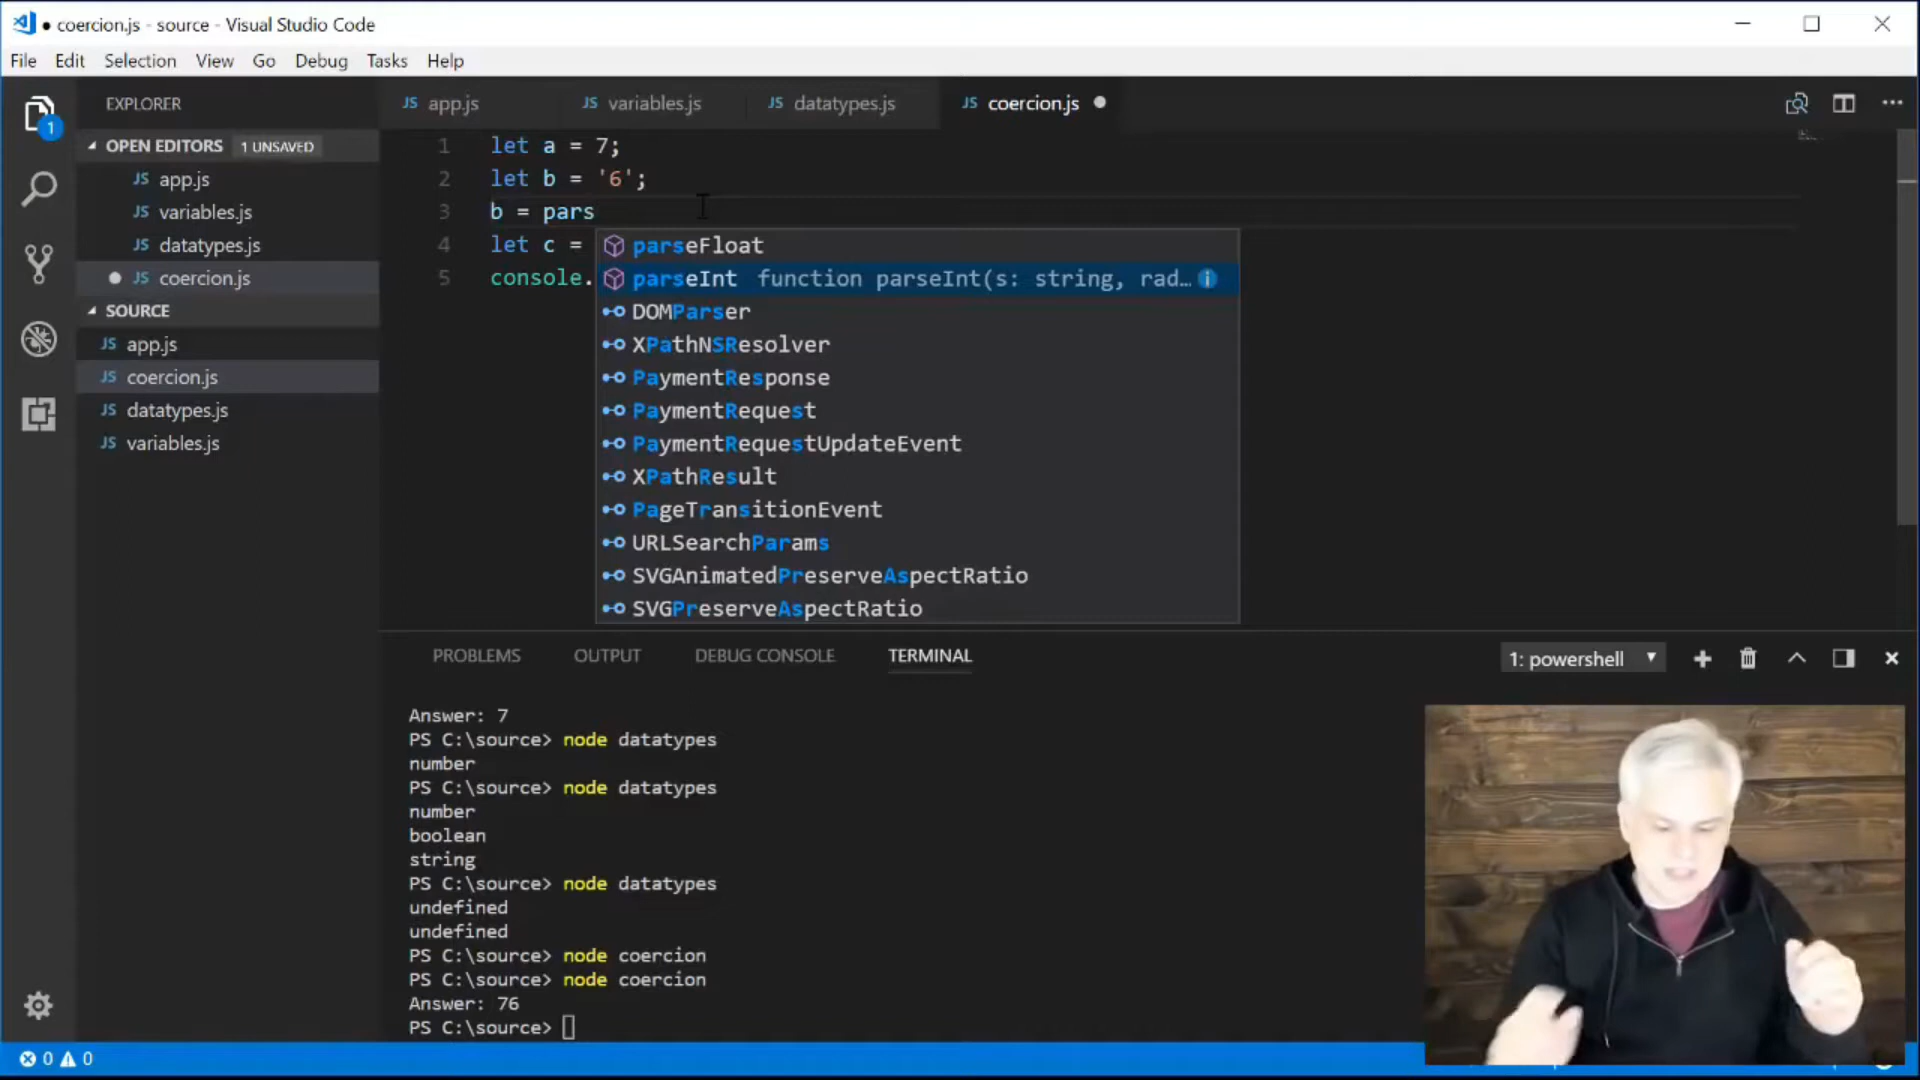 ● coercion.js - source - Visual Studio Code
File Edit Selection View Go Debug Tasks Help
EXPLORER
JS app.js JS variables.js JS datatypes.js JS coercion.js ●
OPEN EDITORS 1 UNSAVED
1
JS app.js
JS variables.js
JS datatypes.js
JS coercion.js
SOURCE
JS app.js
JS coercion.js
JS datatypes.js
JS variables.js
1 let a = 7;
2 let b = '6';
3 b = pars
4 let c =
5 console.
parseFloat
parseInt function parseInt(s: string, rad…
DOMParser
XPathNSResolver
PaymentResponse
PaymentRequest
PaymentRequestUpdateEvent
XPathResult
PageTransitionEvent
URLSearchParams
SVGAnimatedPreserveAspectRatio
SVGPreserveAspectRatio
PROBLEMS OUTPUT DEBUG CONSOLE TERMINAL 1: powershell
Answer: 7
PS C:\source> node datatypes
number
PS C:\source> node datatypes
number
boolean
string
PS C:\source> node datatypes
undefined
undefined
PS C:\source> node coercion
PS C:\source> node coercion
Answer: 76
PS C:\source>
0 0